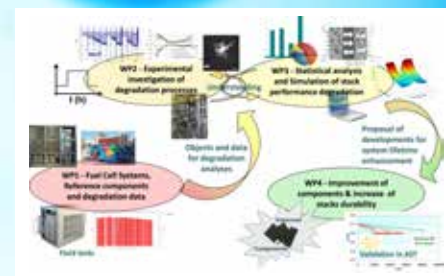 WP2 - Experimental
investigation of
degradation processes
t (h)
WP3 - Statistical analysis
and Simulation of stack
performance degradation
Understanding
Objects and data
for degradation
analyses
Proposal of
developments for
system lifetime
enhancement
WP1 - Fuel Cell Systems,
Reference components
and degradation data
WP4 - Improvement of
components & increase of
stacks durability
Field tests
Components
Validation in AST